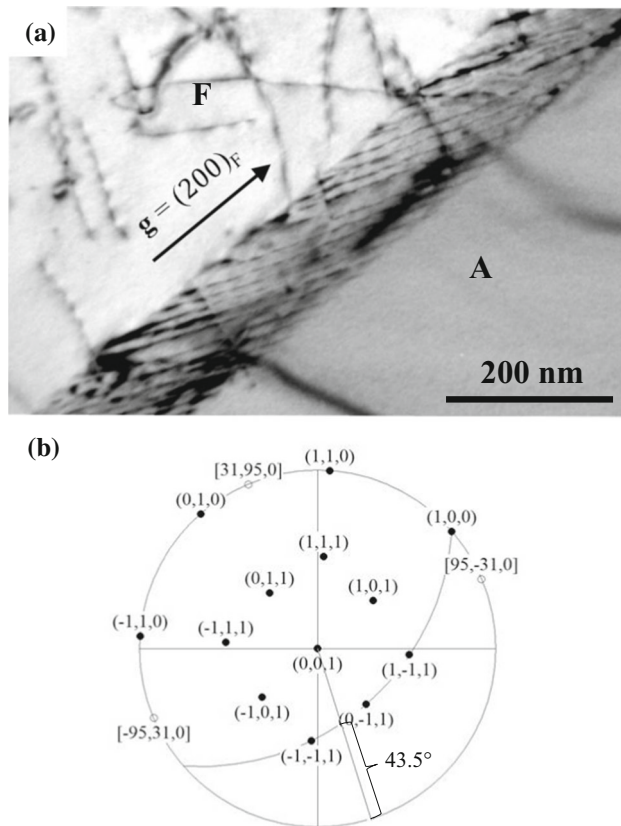 (a)
F
g = (200)F
A
200 nm
(b)
[31,95,0]
(1,1,0)
(0,1,0)
(1,0,0)
(1,1,1)
[95,-31,0]
(0,1,1)
(1,0,1)
(-1,1,0)
(-1,1,1)
(0,0,1)
(1,-1,1)
(-1,0,1)
(0,-1,1)
[-95,31,0]
(-1,-1,1)
43.5°